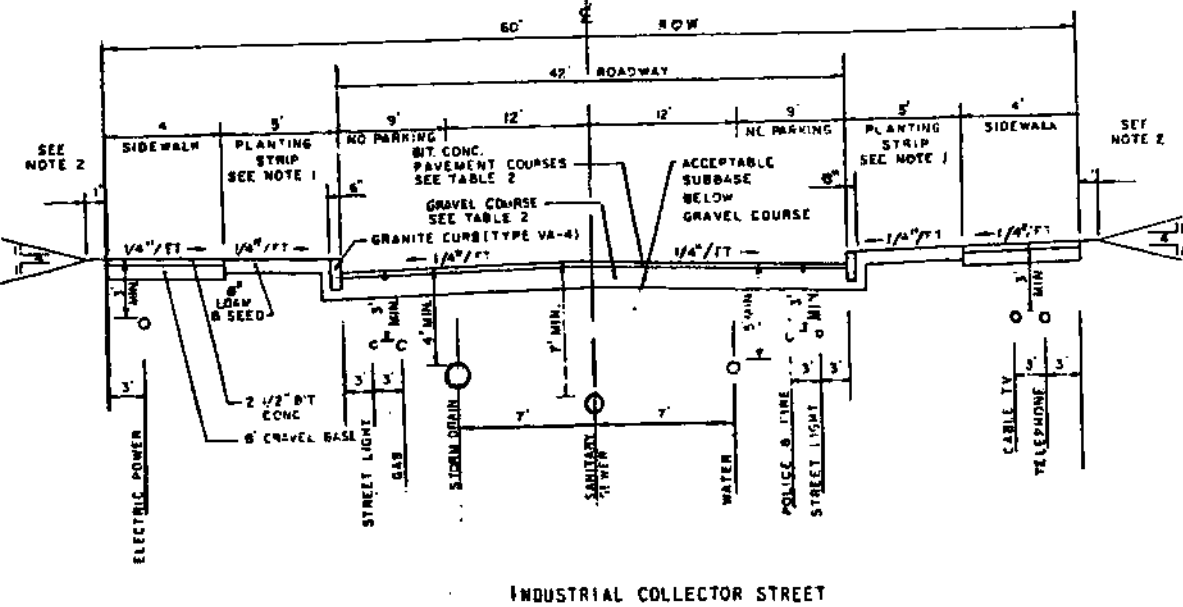 60' ROW
42' ROADWAY
4 5' 9' 12' 12' 9' 5' 4'
SEE
NOTE 2
SIDEWALK
PLANTING
STRIP
SEE NOTE 1
NO PARKING
BIT. CONC.
PAVEMENT COURSES
SEE TABLE 2
GRAVEL COURSE
SEE TABLE 2
GRANITE CURB (TYPE VA-4)
ACCEPTABLE
SUBBASE
BELOW
GRAVEL COURSE
NO PARKING
PLANTING
STRIP
SEE NOTE 1
SIDEWALK
SEE
NOTE 2
1'
6"
1'
1/4"/FT
1/4"/FT
1/4"/FT
1/4"/FT
1/4"/FT
1/4"/FT
3' MIN.
LOAM
& SEED
3' MIN.
4' MIN.
7' MIN.
5' MIN.
3' MIN.
3' MIN
3'
3' 3'
7' 7'
3' 3'
3' 3'
2 1/2" BIT
CONC
GRAVEL BASE
ELECTRIC POWER
STREET LIGHT
GAS
STORM DRAIN
SANITARY
SEWER
WATER
POLICE & FIRE
STREET LIGHT
CABLE TV
TELEPHONE
INDUSTRIAL COLLECTOR STREET